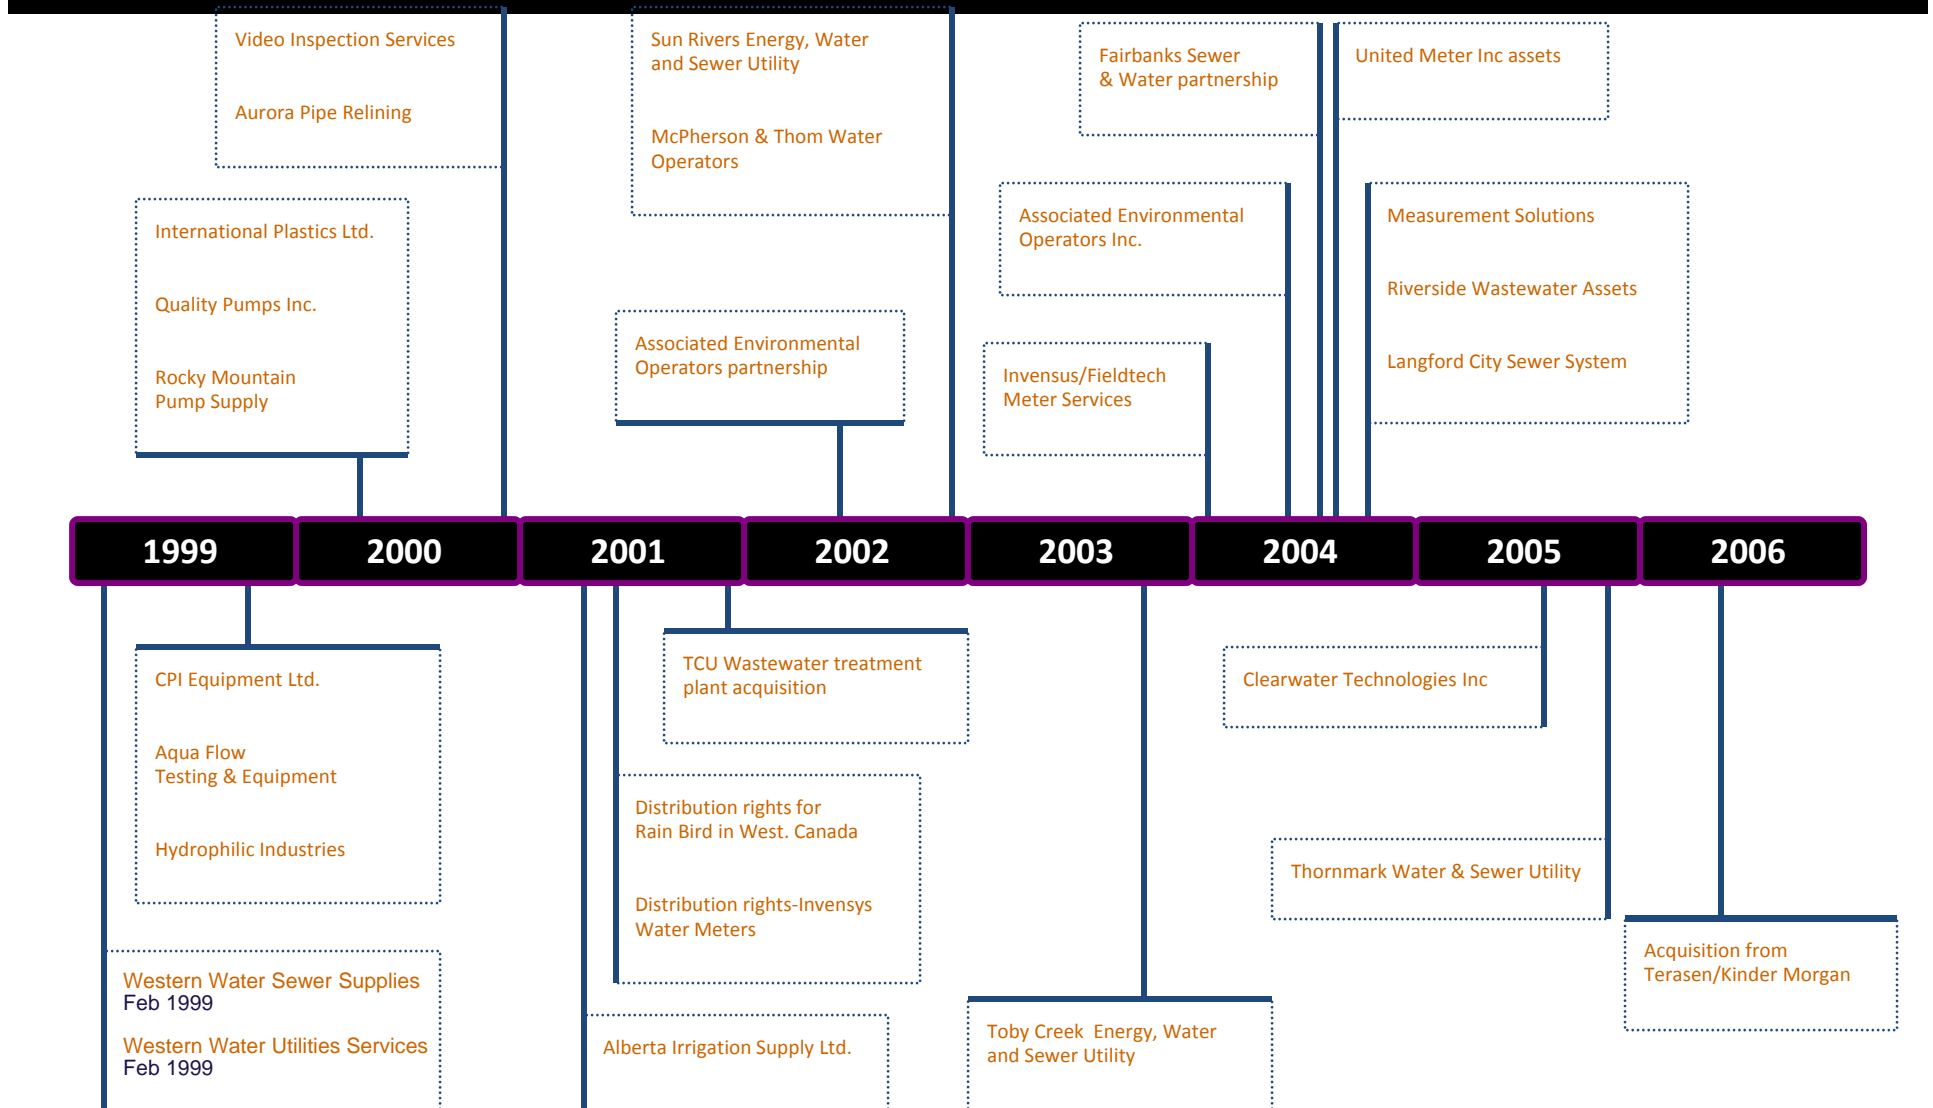 Video Inspection Services
Aurora Pipe Relining
Sun Rivers Energy, Water
and Sewer Utility
McPherson & Thom Water
Operators
Fairbanks Sewer
& Water partnership
United Meter Inc assets
International Plastics Ltd.
Quality Pumps Inc.
Rocky Mountain
Pump Supply
Associated Environmental
Operators partnership
Associated Environmental
Operators Inc.
Invensus/Fieldtech
Meter Services
Measurement Solutions
Riverside Wastewater Assets
Langford City Sewer System
1999
2000
2001
2002
2003
2004
2005
2006
CPI Equipment Ltd.
Aqua Flow
Testing & Equipment
Hydrophilic Industries
Western Water Sewer Supplies
Feb 1999
Western Water Utilities Services
Feb 1999
TCU Wastewater treatment
plant acquisition
Distribution rights for
Rain Bird in West. Canada
Distribution rights-Invensys
Water Meters
Alberta Irrigation Supply Ltd.
Toby Creek  Energy, Water
and Sewer Utility
Clearwater Technologies Inc
Thornmark Water & Sewer Utility
Acquisition from
Terasen/Kinder Morgan